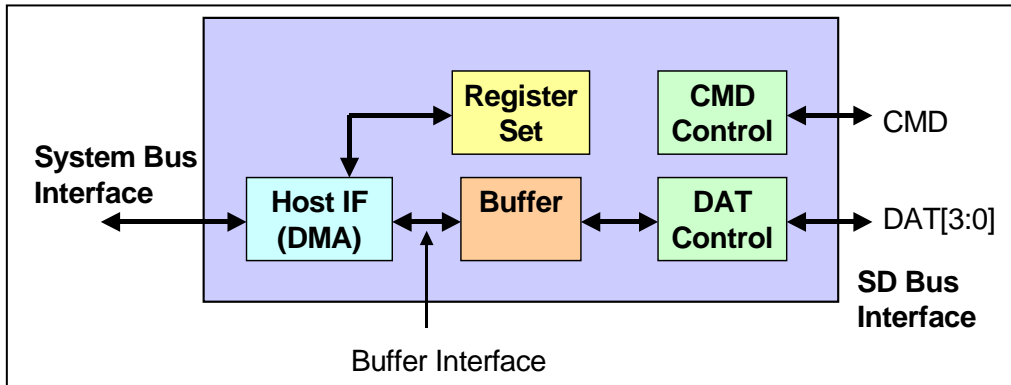 Register
Set
CMD
Control
CMD
System Bus
Interface
Host IF
(DMA)
Buffer
DAT
Control
DAT[3:0]
SD Bus
Interface
Buffer Interface